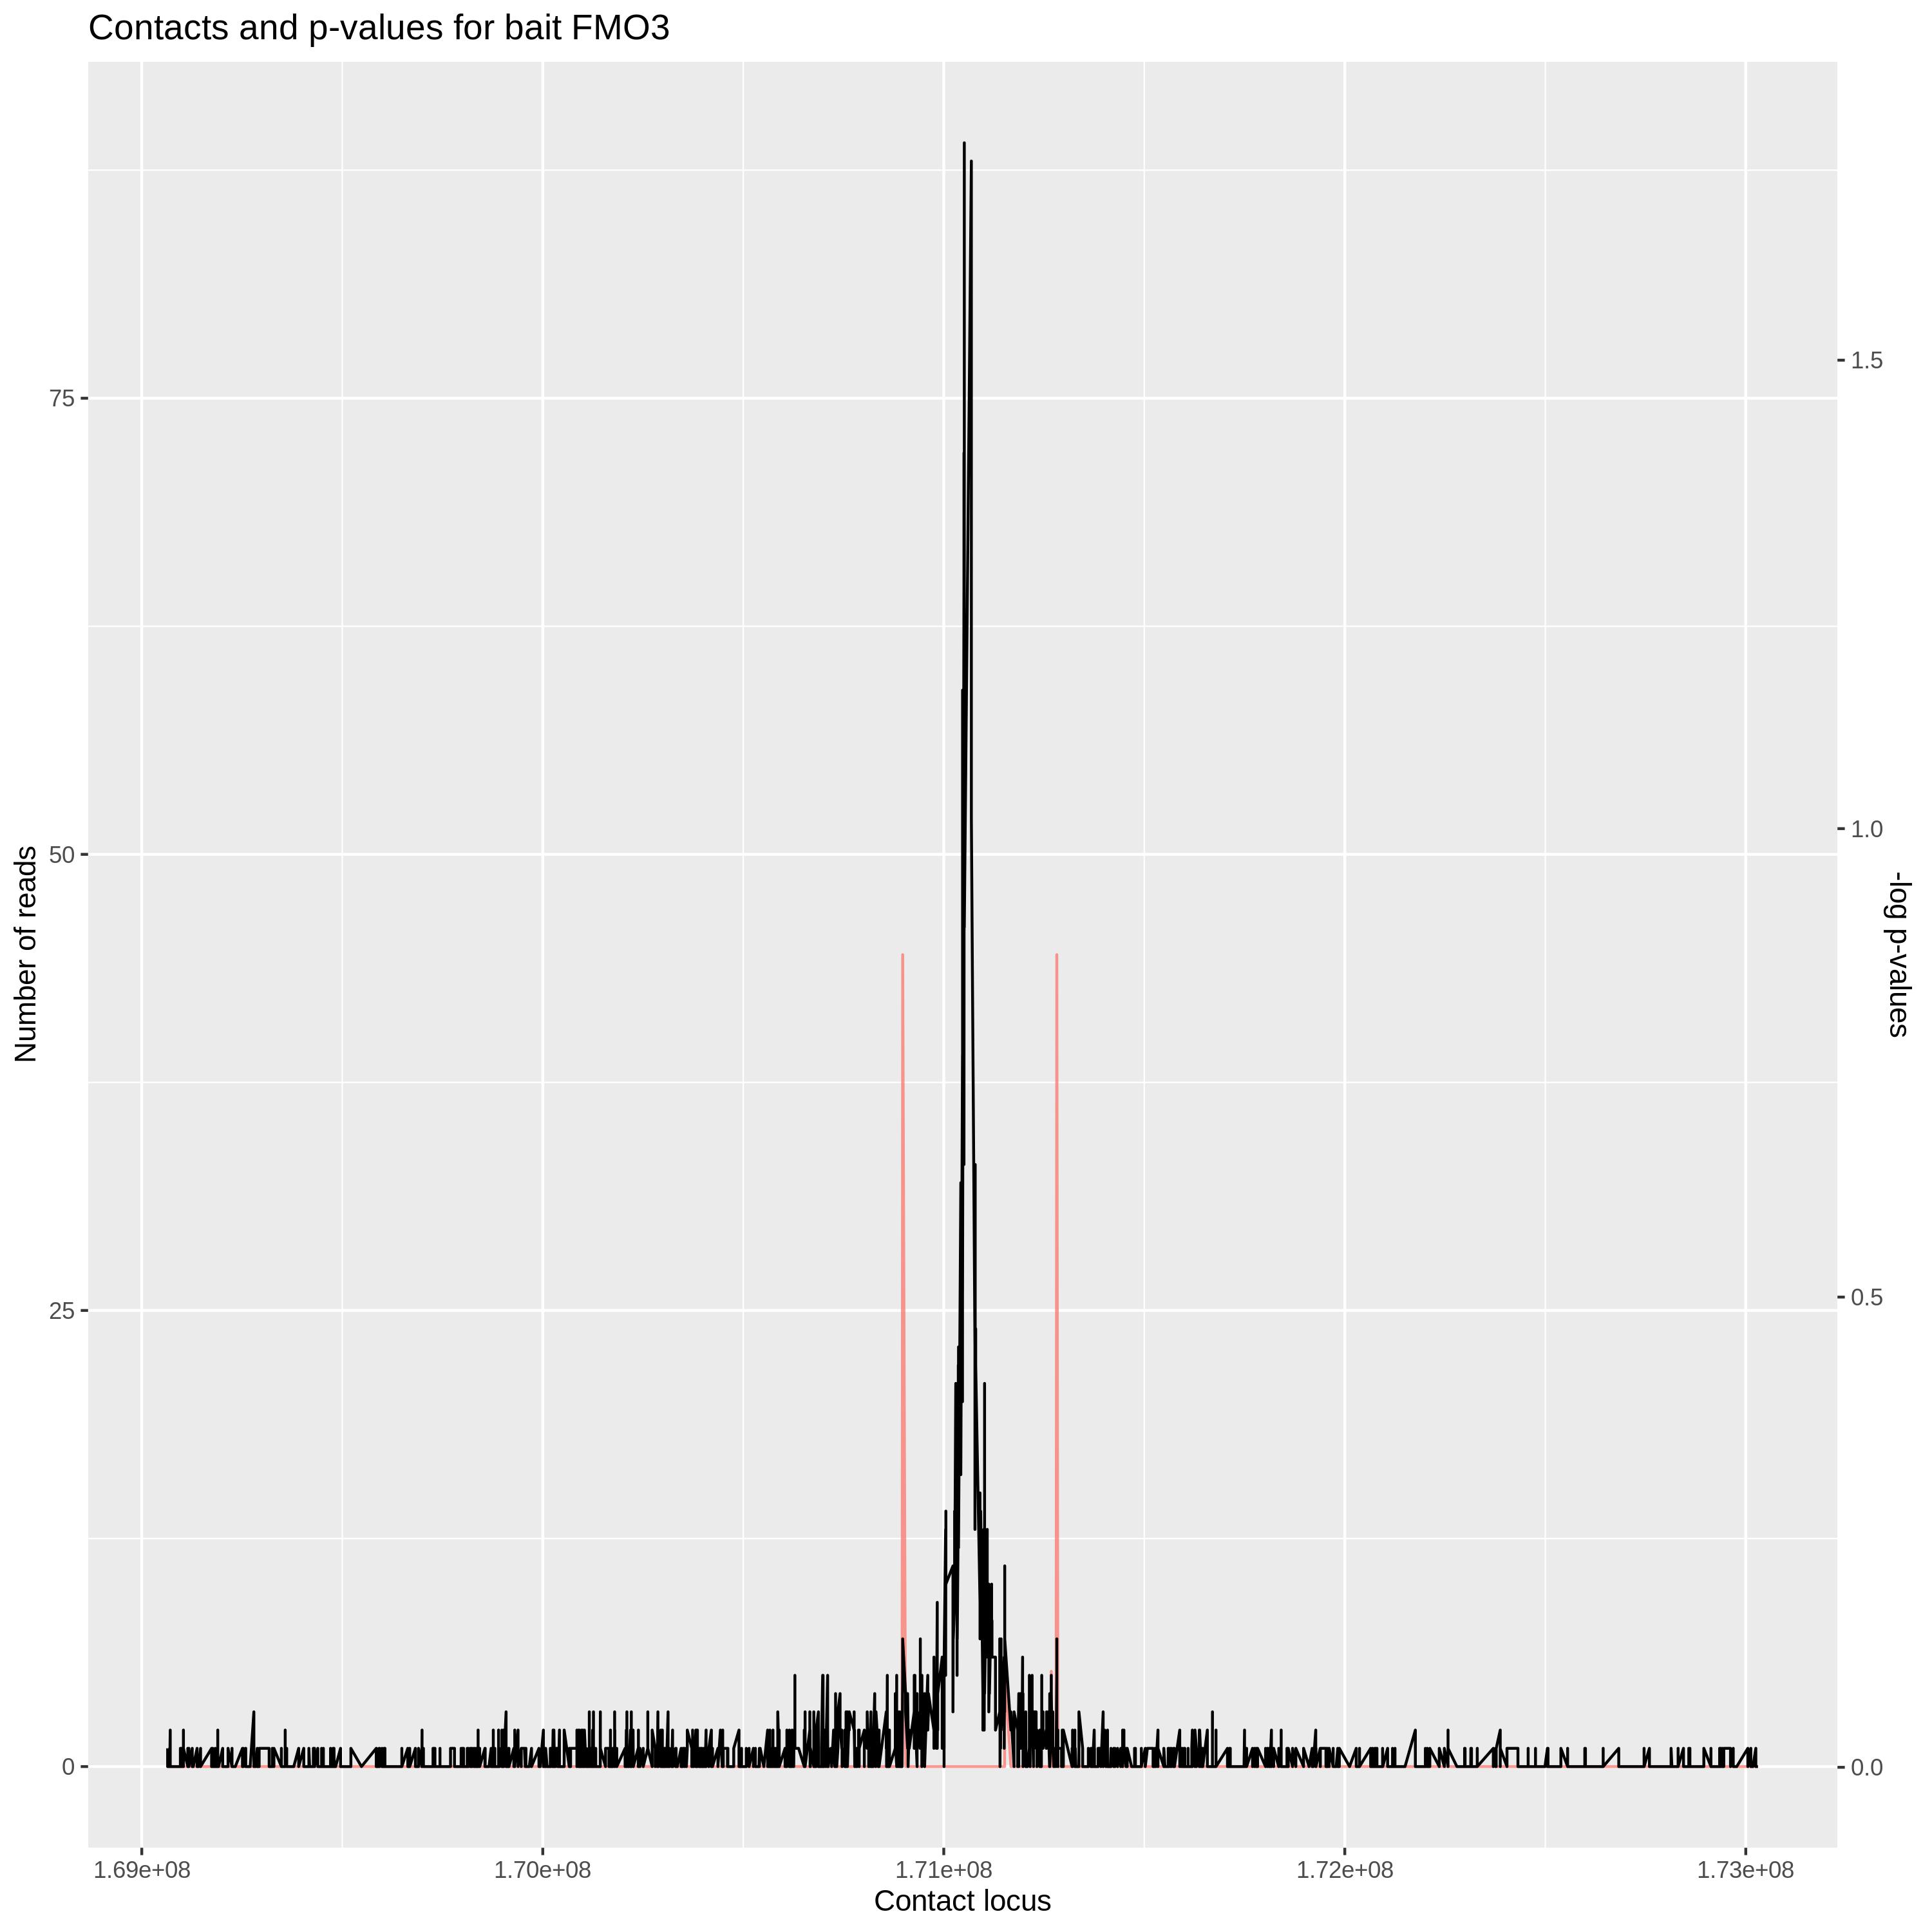 Contacts and p-values for bait FMO3
Number of reads
75
50
25
0
-log p-values
1.5
1.0
0.5
0.0
1.69e+08
1.70e+08
1.71e+08
1.72e+08
1.73e+08
Contact locus